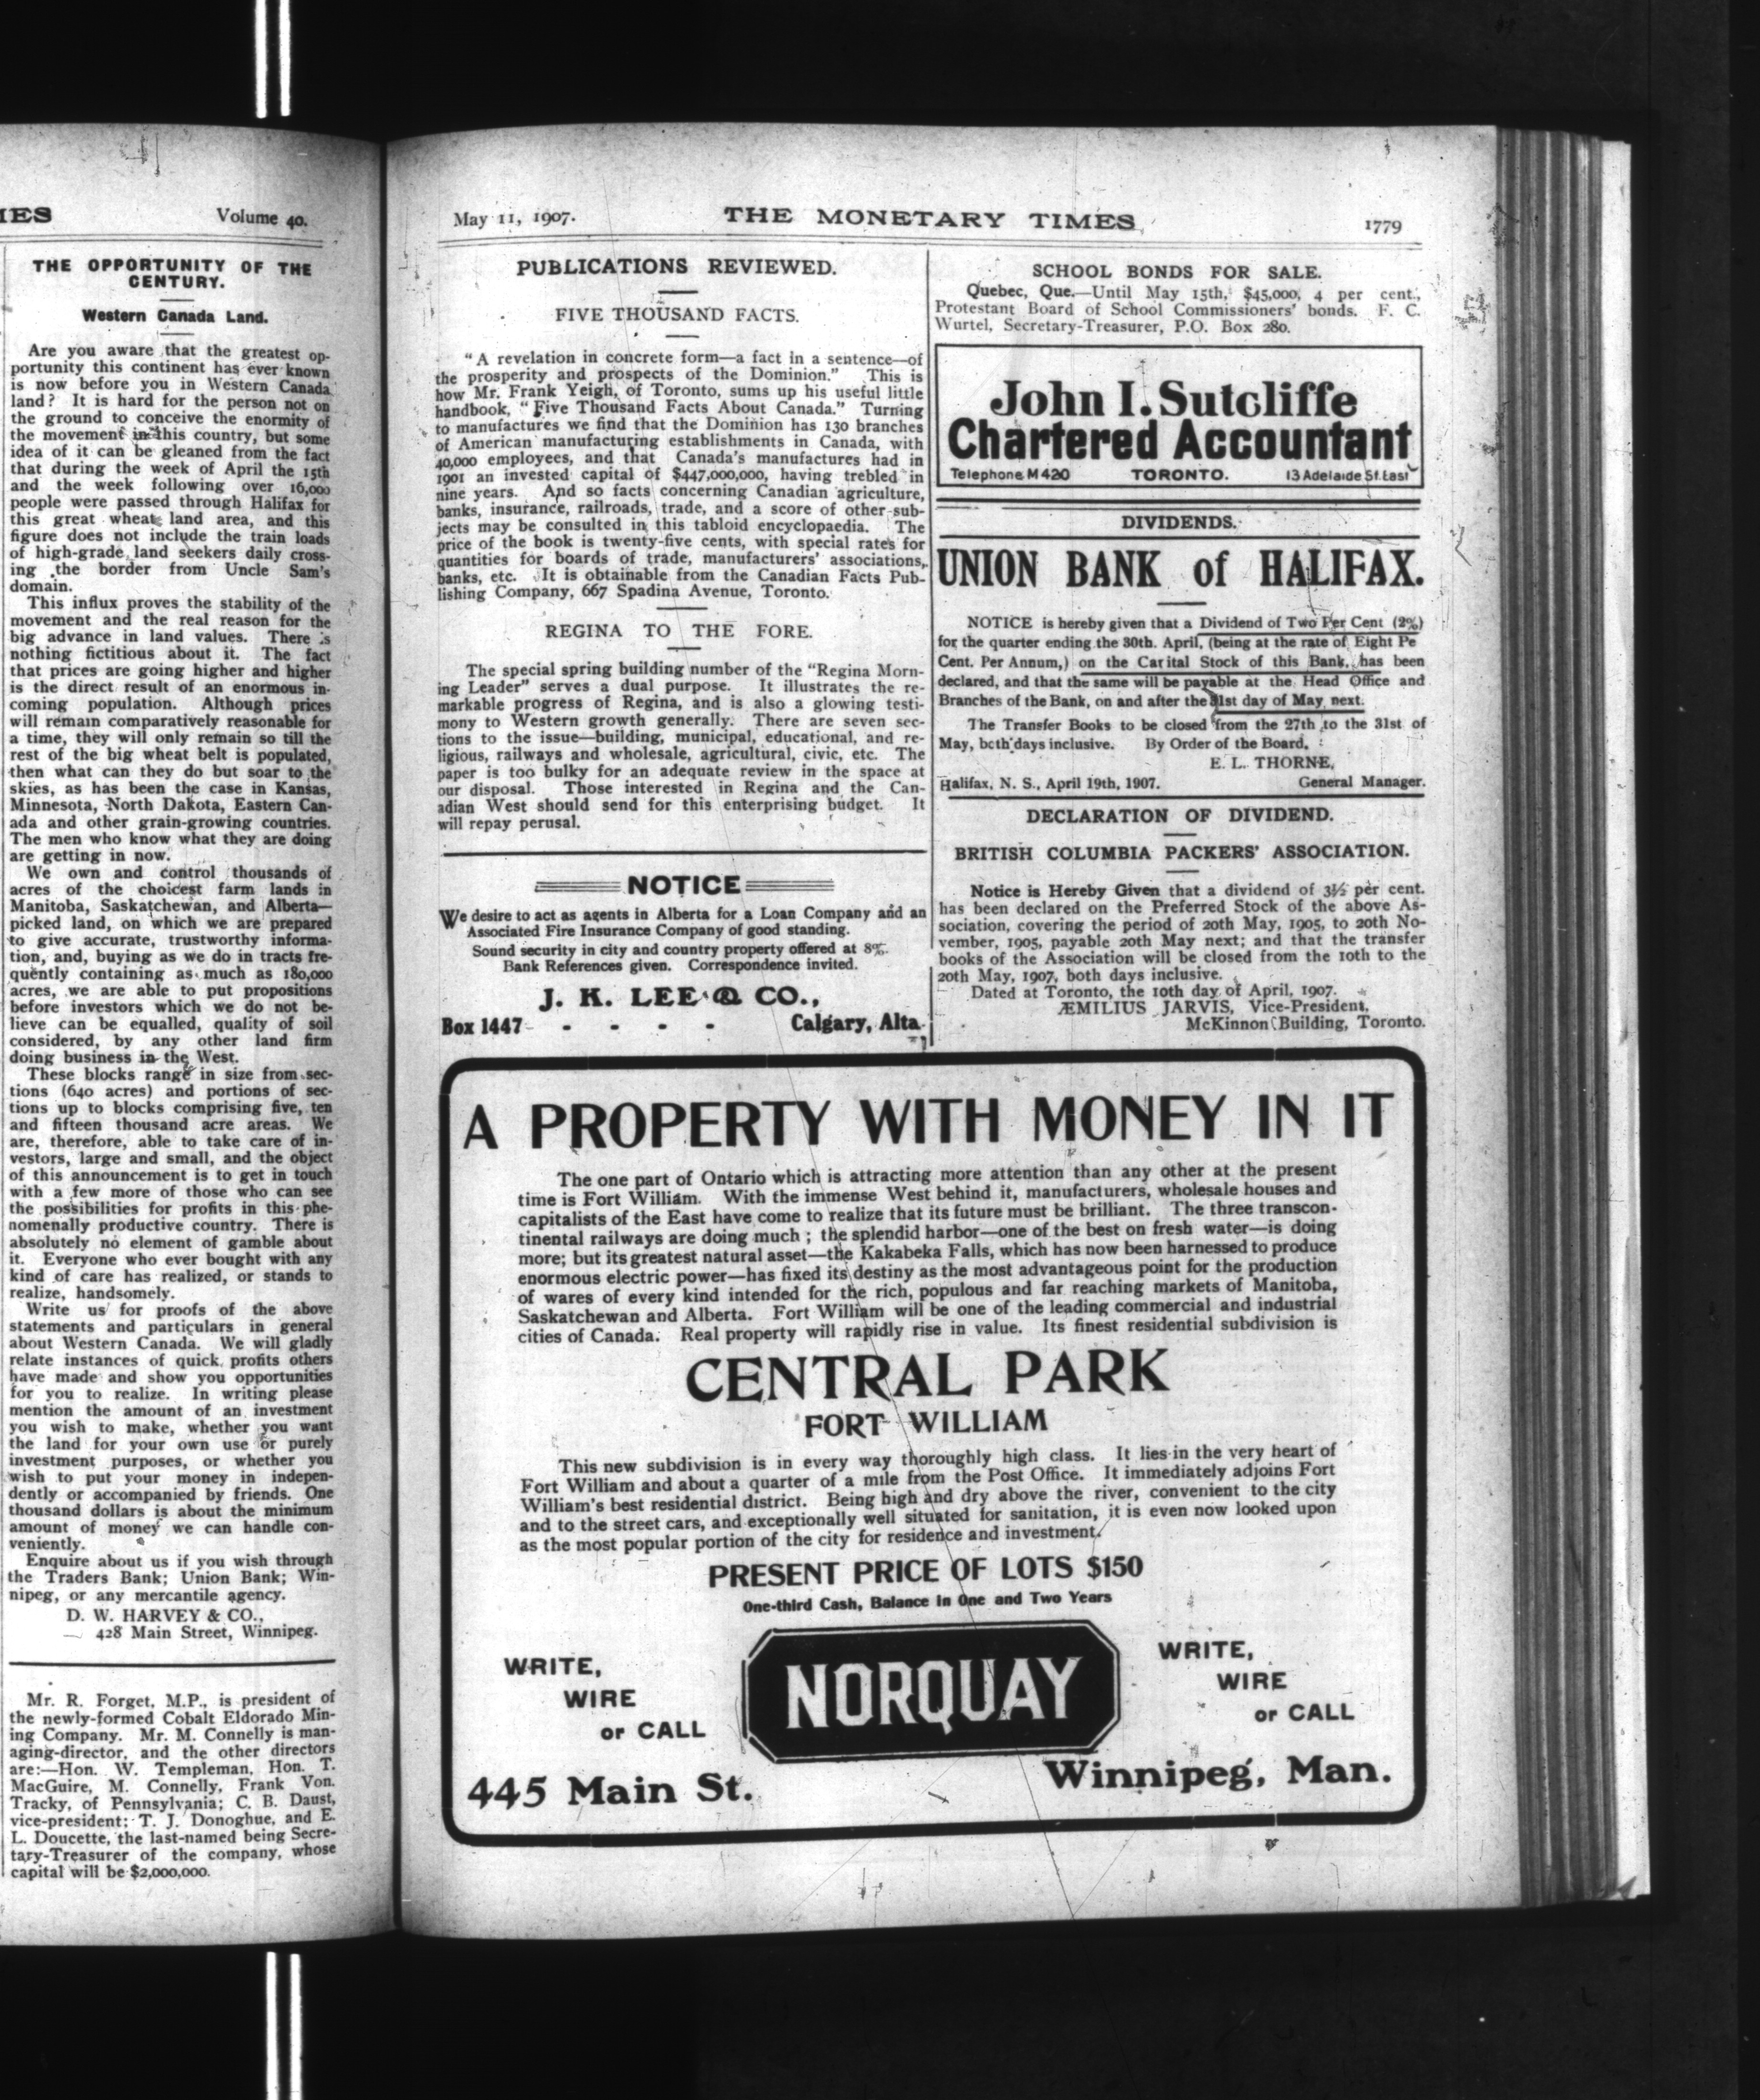 IES Volume 40.
THE OPPORTUNITY OF THE
CENTURY.
Western Canada Land.
Are you aware that the greatest op-
portunity this continent has ever known
is now before you in Western Canada
land? It is hard for the person not on
the ground to conceive the enormity of
the movement in this country, but some
idea of it can be gleaned from the fact
that during the week of April the 15th
and the week following over 16,000
people were passed through Halifax for
this great wheat land area, and this
figure does not include the train loads
of high-grade land seekers daily cross-
ing the border from Uncle Sam's
domain.
This influx proves the stability of the
movement and the real reason for the
big advance in land values. There is
nothing fictitious about it. The fact
that prices are going higher and higher
is the direct result of an enormous in-
coming population. Although prices
will remain comparatively reasonable for
a time, they will only remain so till the
rest of the big wheat belt is populated,
then what can they do but soar to the
skies, as has been the case in Kansas,
Minnesota, North Dakota, Eastern Can-
ada and other grain-growing countries.
The men who know what they are doing
are getting in now.
We own and control thousands of
acres of the choicest farm lands in
Manitoba, Saskatchewan, and Alberta—
picked land, on which we are prepared
to give accurate, trustworthy informa-
tion, and, buying as we do in tracts fre-
quently containing as much as 180,000
acres, we are able to put propositions
before investors which we do not be-
lieve can be equalled, quality of soil
considered, by any other land firm
doing business in the West.
These blocks range in size from sec-
tions (640 acres) and portions of sec-
tions up to blocks comprising five, ten
and fifteen thousand acre areas. We
are, therefore, able to take care of in-
vestors, large and small, and the object
of this announcement is to get in touch
with a few more of those who can see
the possibilities for profits in this phe-
nomenally productive country. There is
absolutely no element of gamble about
it. Everyone who ever bought with any
kind of care has realized, or stands to
realize, handsomely.
Write us for proofs of the above
statements and particulars in general
about Western Canada. We will gladly
relate instances of quick profits others
have made and show you opportunities
for you to realize. In writing please
mention the amount of an investment
you wish to make, whether you want
the land for your own use or purely
investment purposes, or whether you
wish to put your money in indepen-
dently or accompanied by friends. One
thousand dollars is about the minimum
amount of money we can handle con-
veniently.
Enquire about us if you wish through
the Traders Bank; Union Bank; Win-
nipeg, or any mercantile agency.
D. W. HARVEY & CO.,
428 Main Street, Winnipeg.
Mr. R. Forget, M.P., is president of
the newly-formed Cobalt Eldorado Min-
ing Company. Mr. M. Connelly is man-
aging-director, and the other directors
are:—Hon. W. Templeman, Hon. T.
MacGuire, M. Connelly, Frank Von.
Tracky, of Pennsylvania; C. B. Daust,
vice-president; T. J. Donoghue, and E.
L. Doucette, the last-named being Secre-
tary-Treasurer of the company, whose
capital will be $2,000,000.
May 11, 1907. THE MONETARY TIMES 1779
PUBLICATIONS REVIEWED.
FIVE THOUSAND FACTS.
"A revelation in concrete form—a fact in a sentence—of
the prosperity and prospects of the Dominion." This is
how Mr. Frank Yeigh, of Toronto, sums up his useful little
handbook, "Five Thousand Facts About Canada." Turning
to manufactures we find that the Dominion has 130 branches
of American manufacturing establishments in Canada, with
40,000 employees, and that Canada's manufactures had in
1901 an invested capital of $447,000,000, having trebled in
nine years. And so facts concerning Canadian agriculture,
banks, insurance, railroads, trade, and a score of other sub-
jects may be consulted in this tabloid encyclopaedia. The
price of the book is twenty-five cents, with special rates for
quantities for boards of trade, manufacturers' associations,
banks, etc. It is obtainable from the Canadian Facts Pub-
lishing Company, 667 Spadina Avenue, Toronto.
REGINA TO THE FORE.
The special spring building number of the "Regina Morn-
ing Leader" serves a dual purpose. It illustrates the re-
markable progress of Regina, and is also a glowing testi-
mony to Western growth generally. There are seven sec-
tions to the issue—building, municipal, educational, and re-
ligious, railways and wholesale, agricultural, civic, etc. The
paper is too bulky for an adequate review in the space at
our disposal. Those interested in Regina and the Can-
adian West should send for this enterprising budget. It
will repay perusal.
NOTICE
We desire to act as agents in Alberta for a Loan Company and an
Associated Fire Insurance Company of good standing.
Sound security in city and country property offered at 8%.
Bank References given. Correspondence invited.
J. K. LEE & CO.,
Box 1447 - - - - Calgary, Alta.
SCHOOL BONDS FOR SALE.
Quebec, Que.—Until May 15th, $45,000, 4 per cent.,
Protestant Board of School Commissioners' bonds. F. C.
Wurtel, Secretary-Treasurer, P.O. Box 280.
John I. Sutcliffe
Chartered Accountant
Telephone M 420 TORONTO. 13 Adelaide St. East
DIVIDENDS.
UNION BANK of HALIFAX.
NOTICE is hereby given that a Dividend of Two Per Cent (2%)
for the quarter ending the 30th. April, (being at the rate of Eight Pe
Cent. Per Annum,) on the Capital Stock of this Bank, has been
declared, and that the same will be payable at the Head Office and
Branches of the Bank, on and after the 31st day of May next.
The Transfer Books to be closed from the 27th to the 31st of
May, both days inclusive. By Order of the Board,
E. L. THORNE,
Halifax, N. S., April 19th, 1907. General Manager.
DECLARATION OF DIVIDEND.
BRITISH COLUMBIA PACKERS' ASSOCIATION.
Notice is Hereby Given that a dividend of 3½ per cent.
has been declared on the Preferred Stock of the above As-
sociation, covering the period of 20th May, 1905, to 20th No-
vember, 1905, payable 20th May next; and that the transfer
books of the Association will be closed from the 10th to the
20th May, 1907, both days inclusive.
Dated at Toronto, the 10th day of April, 1907.
ÆMILIUS JARVIS, Vice-President,
McKinnon Building, Toronto.
A PROPERTY WITH MONEY IN IT
The one part of Ontario which is attracting more attention than any other at the present
time is Fort William. With the immense West behind it, manufacturers, wholesale houses and
capitalists of the East have come to realize that its future must be brilliant. The three transcon-
tinental railways are doing much; the splendid harbor—one of the best on fresh water—is doing
more; but its greatest natural asset—the Kakabeka Falls, which has now been harnessed to produce
enormous electric power—has fixed its destiny as the most advantageous point for the production
of wares of every kind intended for the rich, populous and far reaching markets of Manitoba,
Saskatchewan and Alberta. Fort William will be one of the leading commercial and industrial
cities of Canada. Real property will rapidly rise in value. Its finest residential subdivision is
CENTRAL PARK
FORT WILLIAM
This new subdivision is in every way thoroughly high class. It lies in the very heart of
Fort William and about a quarter of a mile from the Post Office. It immediately adjoins Fort
William's best residential district. Being high and dry above the river, convenient to the city
and to the street cars, and exceptionally well situated for sanitation, it is even now looked upon
as the most popular portion of the city for residence and investment.
PRESENT PRICE OF LOTS $150
One-third Cash, Balance in One and Two Years
WRITE,
WIRE
or CALL
NORQUAY
WRITE,
WIRE
or CALL
445 Main St. Winnipeg, Man.